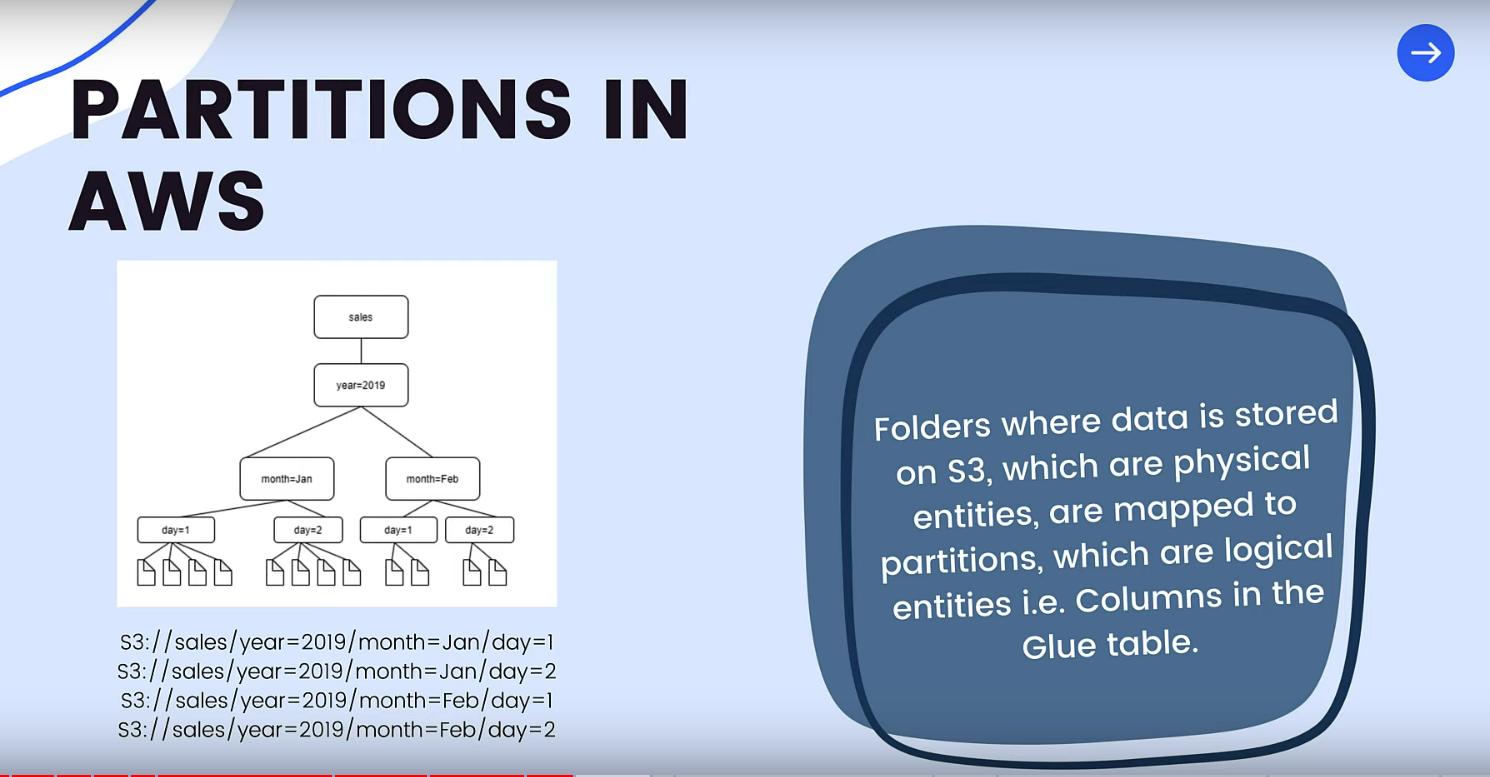 PARTITIONS IN
AWS
sales
year=2019
month=Jan
month=Feb
day=1
day=2
day=1
day=2
S3://sales/year=2019/month=Jan/day=1
S3://sales/year=2019/month=Jan/day=2
S3://sales/year=2019/month=Feb/day=1
S3://sales/year=2019/month=Feb/day=2
Folders where data is stored
on S3, which are physical
entities, are mapped to
partitions, which are logical
entities i.e. Columns in the
Glue table.